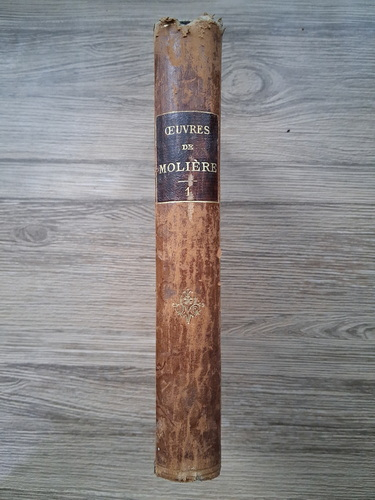 ŒUVRES
DE
MOLIÈRE
1